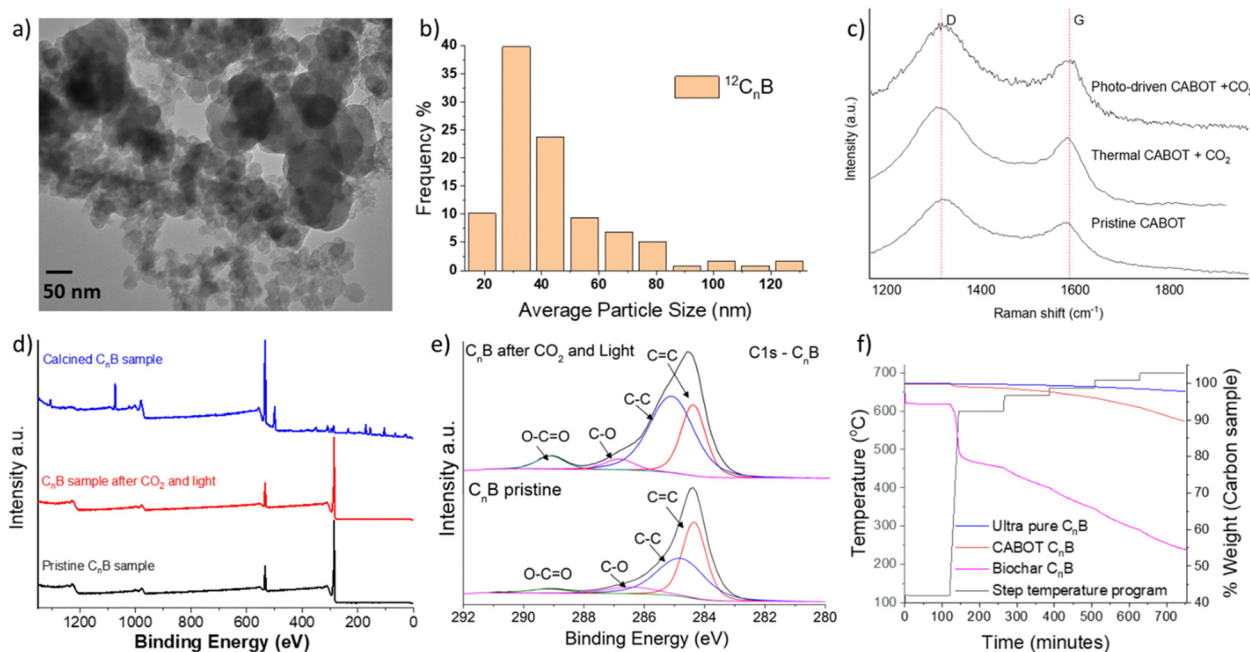 a)
50 nm
b)
40
35
30
25
20
15
10
5
0
Frequency %
¹²CₙB
20 40 60 80 100 120
Average Particle Size (nm)
c)
D
G
Photo-driven CABOT +CO₂
Thermal CABOT + CO₂
Pristine CABOT
Intensity (a.u.)
1200 1400 1600 1800
Raman shift (cm⁻¹)
d)
Calcined CₙB sample
CₙB sample after CO₂ and light
Pristine CₙB sample
Intensity a.u.
1200 1000 800 600 400 200 0
Binding Energy (eV)
e)
CₙB after CO₂ and Light
C1s - CₙB
C=C
C-C
C-O
O-C=O
CₙB pristine
C=C
C-C
C-O
O-C=O
Intensity (a.u.)
292 290 288 286 284 282 280
Binding Energy (eV)
f)
700
600
500
400
300
200
100
Temperature (°C)
Ultra pure CₙB
CABOT CₙB
Biochar CₙB
Step temperature program
100
90
80
70
60
50
40
% Weight (Carbon sample)
0 100 200 300 400 500 600 700
Time (minutes)